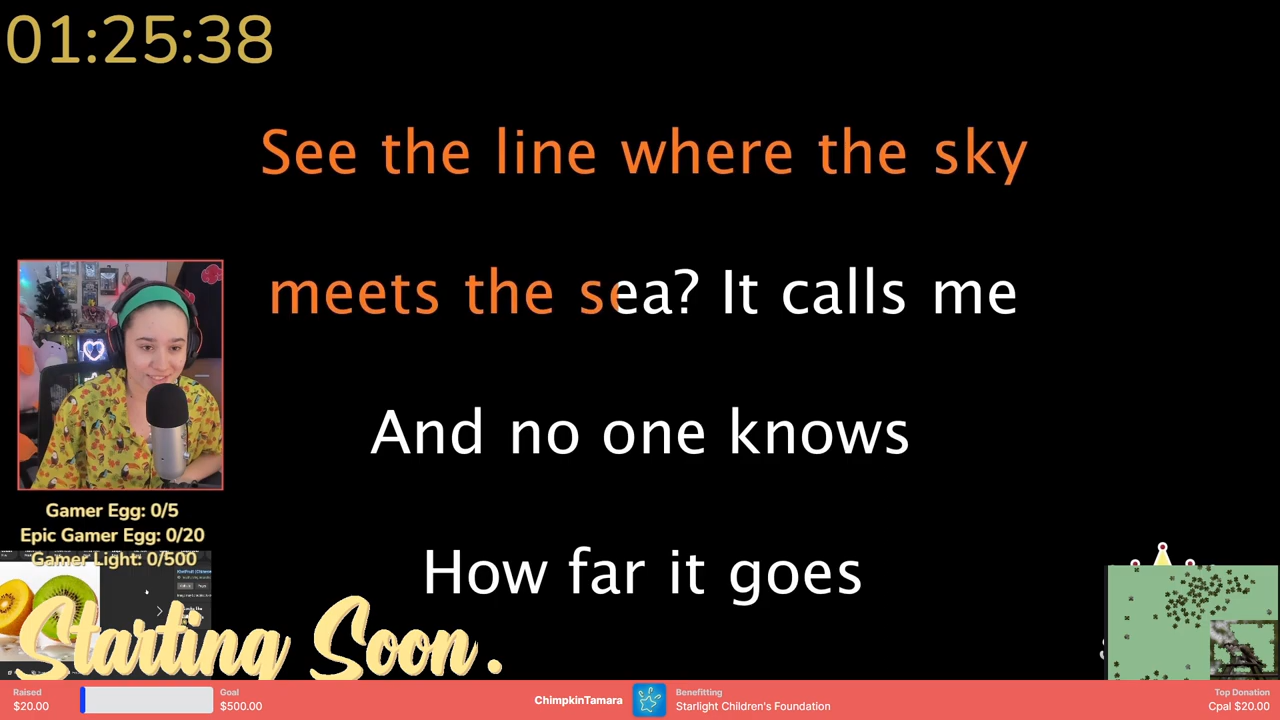 01:25:38
See the line where the sky
meets the sea? It calls me
And no one knows
How far it goes
Gamer Egg: 0/5
Epic Gamer Egg: 0/20
Gamer Light: 0/500
Starting Soon.
Raised
$20.00
Goal
$500.00
ChimpkinTamara
Benefitting
Starlight Children's Foundation
Top Donation
Cpal $20.00